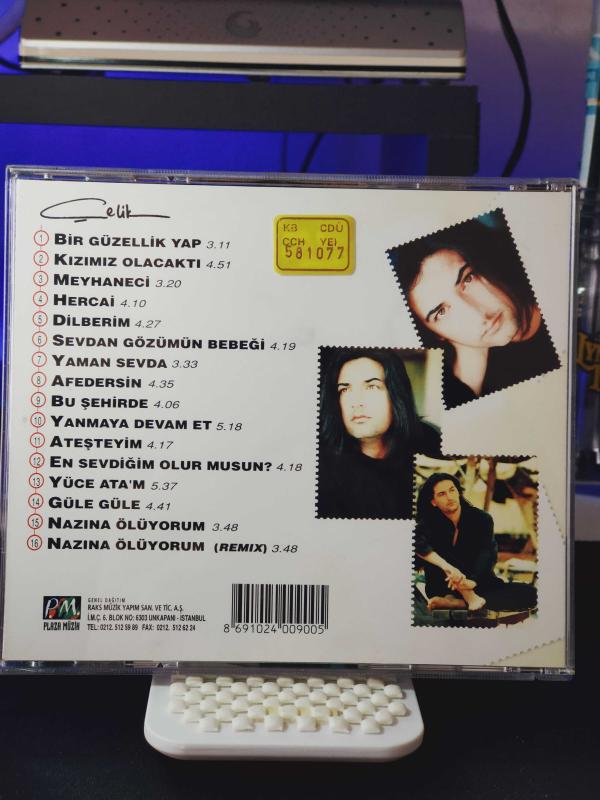 Çelik
1 BİR GÜZELLİK YAP 3.11
2 KIZIMIZ OLACAKTI 4.51
3 MEYHANECİ 3.20
4 HERCAİ 4.10
5 DİLBERİM 4.27
6 SEVDAN GÖZÜMÜN BEBEĞİ 4.19
7 YAMAN SEVDA 3.33
8 AFEDERSİN 4.35
9 BU ŞEHİRDE 4.06
10 YANMAYA DEVAM ET 5.18
11 ATEŞTEYİM 4.17
12 EN SEVDİĞİM OLUR MUSUN? 4.18
13 YÜCE ATA'M 5.37
14 GÜLE GÜLE 4.41
15 NAZINA ÖLÜYORUM 3.48
16 NAZINA ÖLÜYORUM (REMIX) 3.48
KB CDÜ
CCH YEİ
581077
PM
PLAZA MÜZİK
GENEL DAĞITIM
RAKS MÜZİK YAPIM SAN. VE TİC. A.Ş.
İ.M.Ç. 6. BLOK NO: 6303 UNKAPANI - İSTANBUL
TEL: 0212. 512 59 89 FAX: 0212. 512 62 24
8 691024 009005